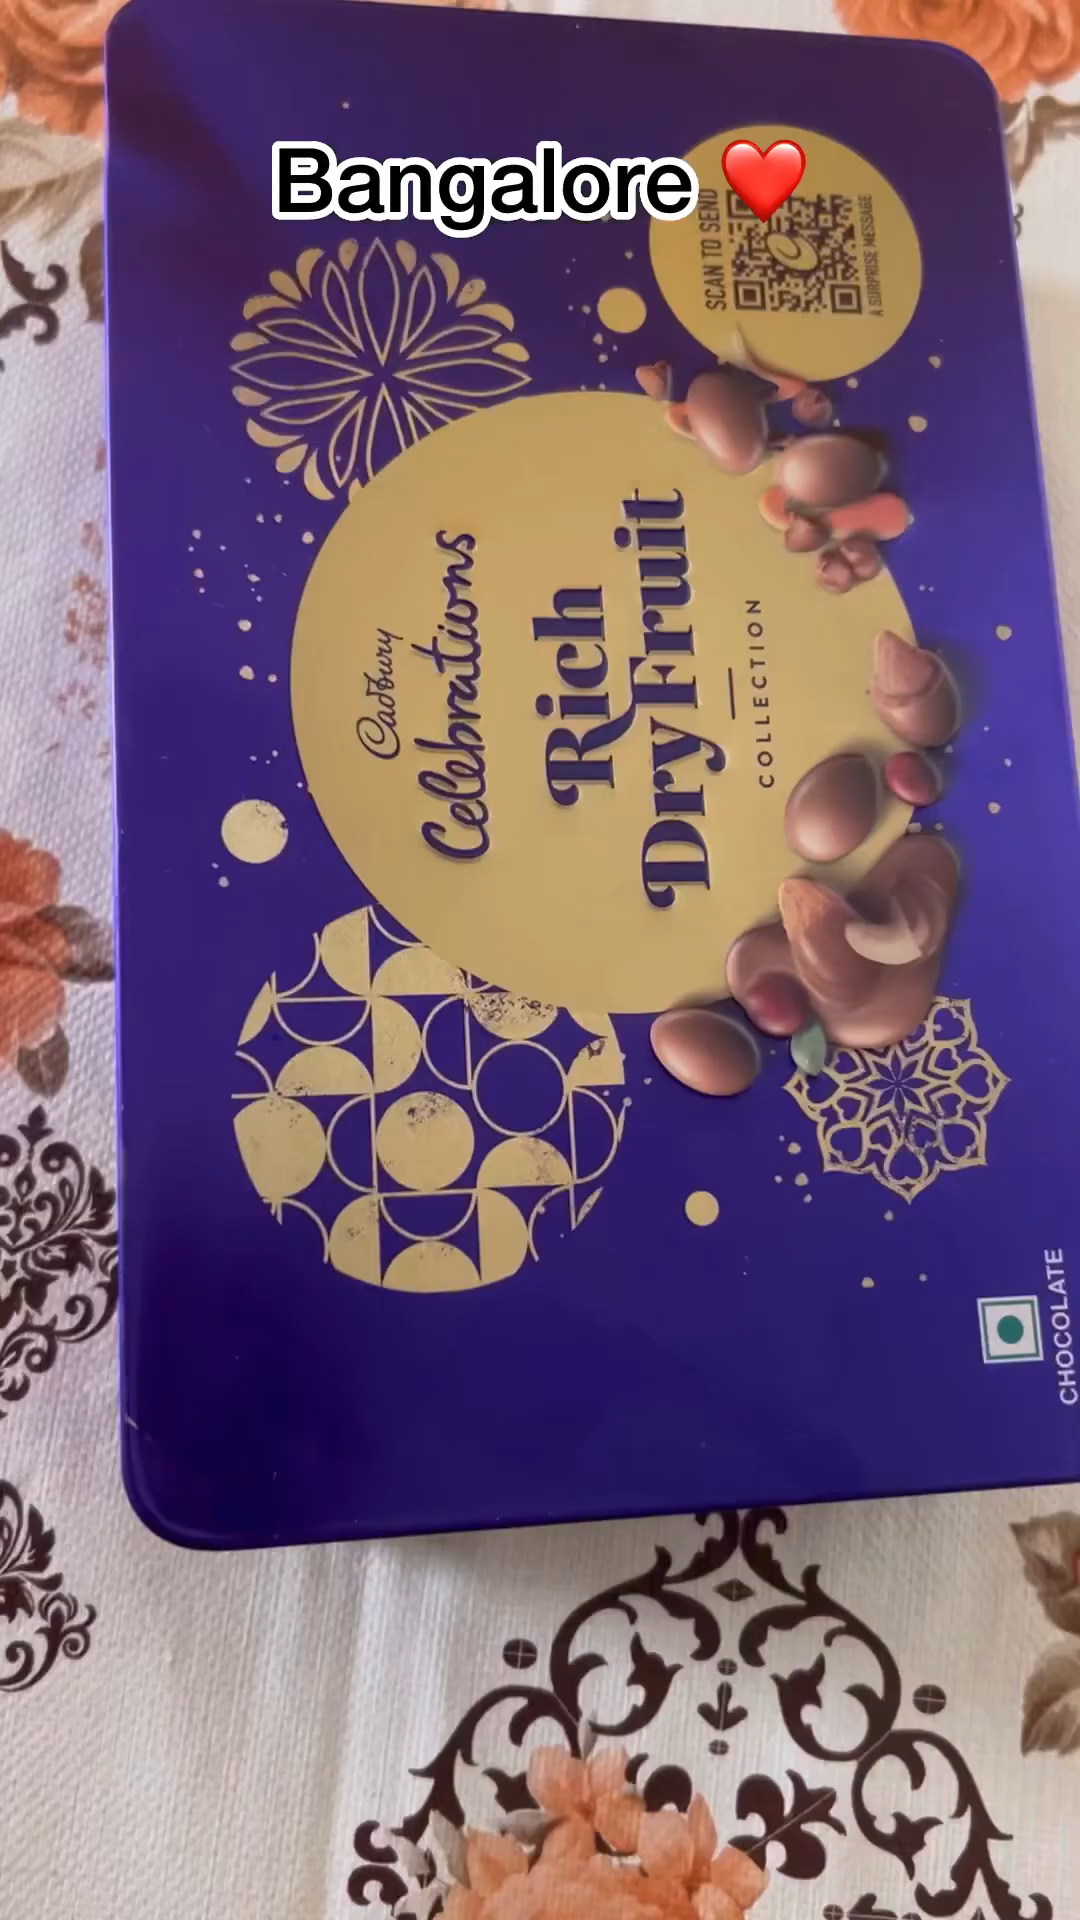 Bangalore ❤️
SCAN TO SEND
A SURPRISE MESSAGE
Cadbury
Celebrations
Rich
Dry Fruit
COLLECTION
CHOCOLATE